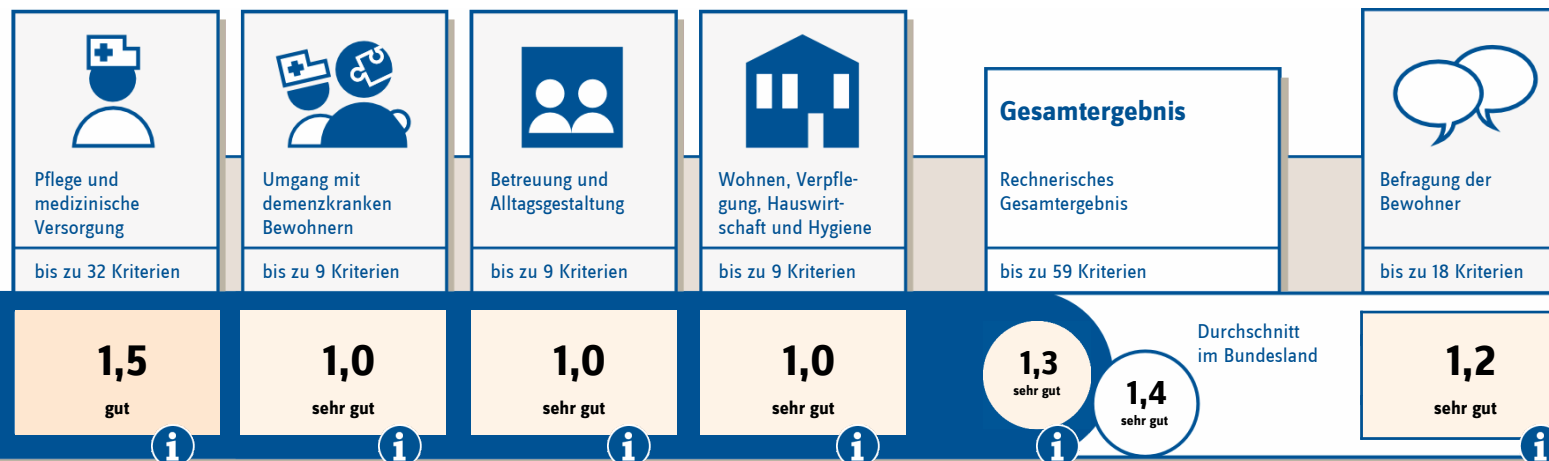 Pflege und
medizinische
Versorgung
bis zu 32 Kriterien
1,5
gut
Umgang mit
demenzkranken
Bewohnern
bis zu 9 Kriterien
1,0
sehr gut
Betreuung und
Alltagsgestaltung
bis zu 9 Kriterien
1,0
sehr gut
Wohnen, Verpfle-
gung, Hauswirt-
schaft und Hygiene
bis zu 9 Kriterien
1,0
sehr gut
Gesamtergebnis
Rechnerisches
Gesamtergebnis
bis zu 59 Kriterien
1,3
sehr gut
Durchschnitt
im Bundesland
1,4
sehr gut
Befragung der
Bewohner
bis zu 18 Kriterien
1,2
sehr gut
i
i
i
i
i
i